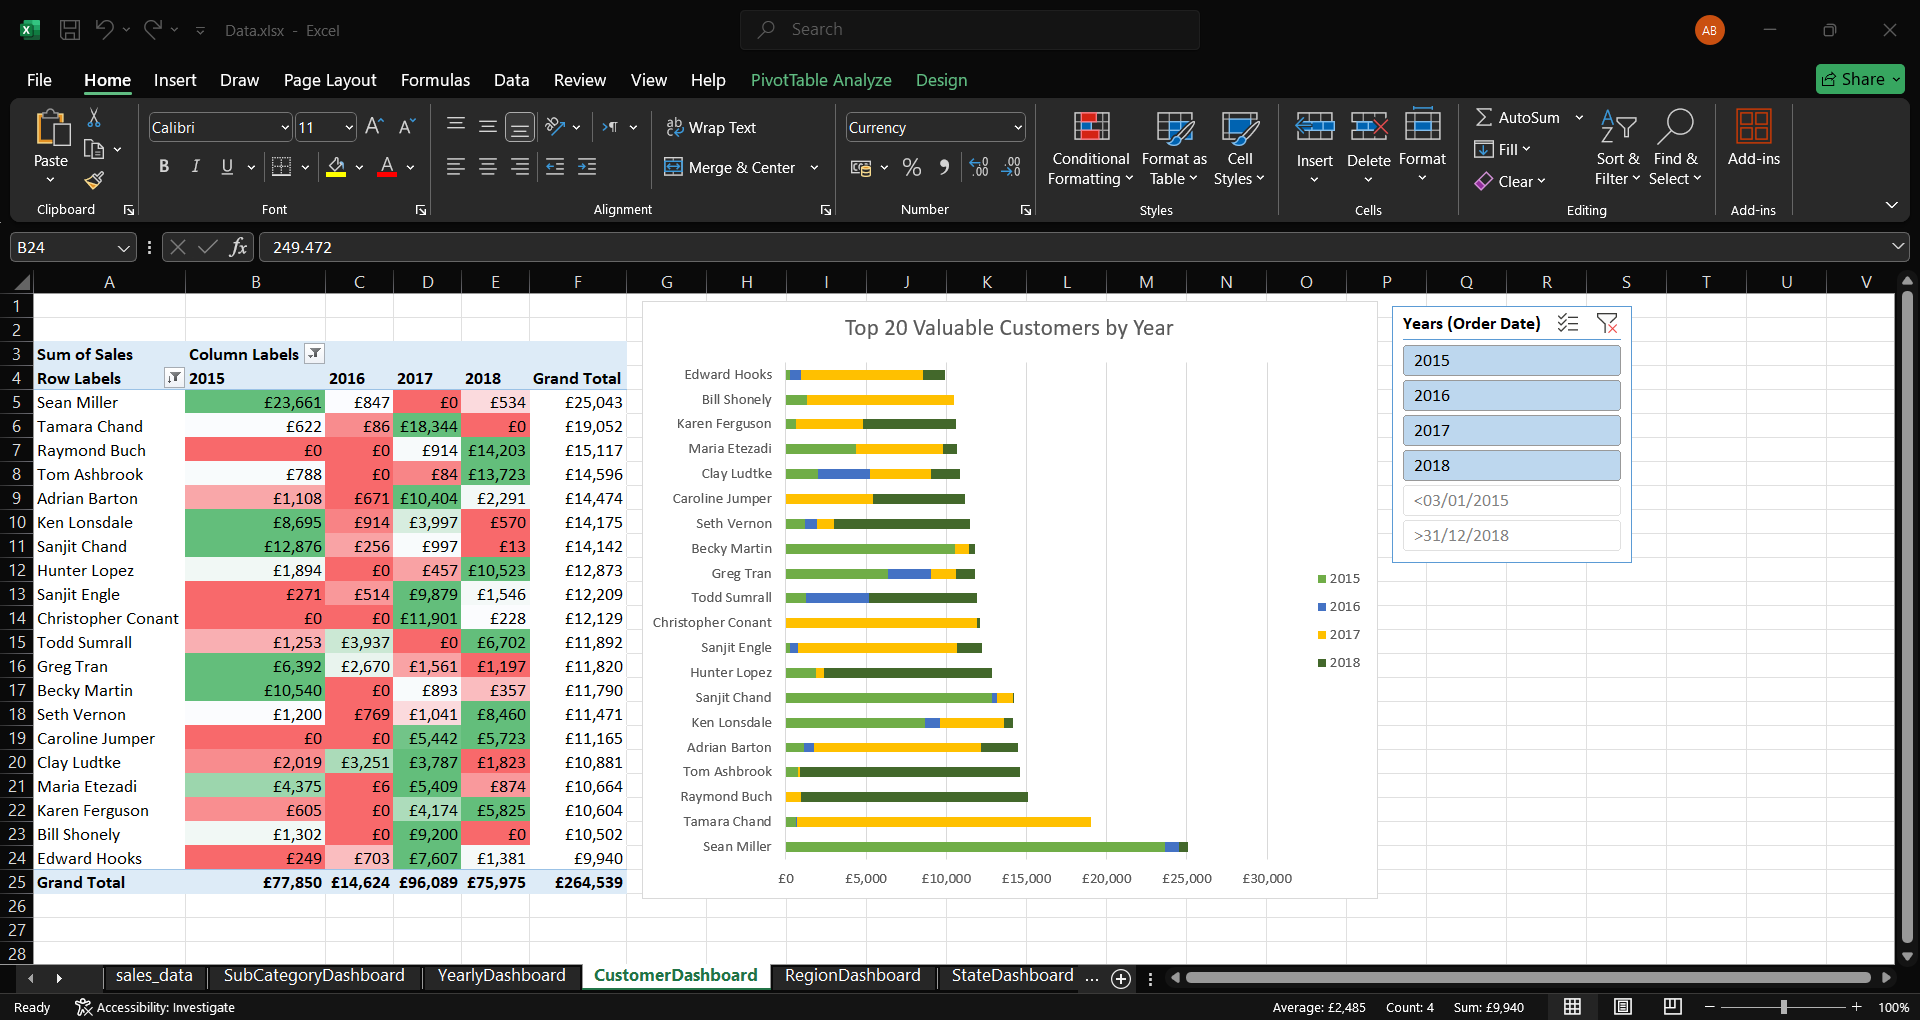 Data.xlsx - Excel
Search
AB
File Home Insert Draw Page Layout Formulas Data Review View Help PivotTable Analyze Design
Share
Paste
Clipboard
Calibri 11
B I U
Font
Wrap Text
Merge & Center
Alignment
Currency
Number
Conditional Formatting
Format as Table
Cell Styles
Styles
Insert
Delete
Format
Cells
AutoSum
Fill
Clear
Sort & Filter
Find & Select
Editing
Add-ins
Add-ins
B24
fx
249.472
A B C D E F G H I J K L M N O P Q R S T U V
1
2
3 Sum of Sales Column Labels
4 Row Labels 2015 2016 2017 2018 Grand Total
5 Sean Miller £23,661 £847 £0 £534 £25,043
6 Tamara Chand £622 £86 £18,344 £0 £19,052
7 Raymond Buch £0 £0 £914 £14,203 £15,117
8 Tom Ashbrook £788 £0 £84 £13,723 £14,596
9 Adrian Barton £1,108 £671 £10,404 £2,291 £14,474
10 Ken Lonsdale £8,695 £914 £3,997 £570 £14,175
11 Sanjit Chand £12,876 £256 £997 £13 £14,142
12 Hunter Lopez £1,894 £0 £457 £10,523 £12,873
13 Sanjit Engle £271 £514 £9,879 £1,546 £12,209
14 Christopher Conant £0 £0 £11,901 £228 £12,129
15 Todd Sumrall £1,253 £3,937 £0 £6,702 £11,892
16 Greg Tran £6,392 £2,670 £1,561 £1,197 £11,820
17 Becky Martin £10,540 £0 £893 £357 £11,790
18 Seth Vernon £1,200 £769 £1,041 £8,460 £11,471
19 Caroline Jumper £0 £0 £5,442 £5,723 £11,165
20 Clay Ludtke £2,019 £3,251 £3,787 £1,823 £10,881
21 Maria Etezadi £4,375 £6 £5,409 £874 £10,664
22 Karen Ferguson £605 £0 £4,174 £5,825 £10,604
23 Bill Shonely £1,302 £0 £9,200 £0 £10,502
24 Edward Hooks £249 £703 £7,607 £1,381 £9,940
25 Grand Total £77,850 £14,624 £96,089 £75,975 £264,539
26
27
28
Top 20 Valuable Customers by Year
Edward Hooks
Bill Shonely
Karen Ferguson
Maria Etezadi
Clay Ludtke
Caroline Jumper
Seth Vernon
Becky Martin
Greg Tran
Todd Sumrall
Christopher Conant
Sanjit Engle
Hunter Lopez
Sanjit Chand
Ken Lonsdale
Adrian Barton
Tom Ashbrook
Raymond Buch
Tamara Chand
Sean Miller
£0 £5,000 £10,000 £15,000 £20,000 £25,000 £30,000
2015
2016
2017
2018
Years (Order Date)
2015
2016
2017
2018
<03/01/2015
>31/12/2018
sales_data SubCategoryDashboard YearlyDashboard CustomerDashboard RegionDashboard StateDashboard ...
Ready Accessibility: Investigate Average: £2,485 Count: 4 Sum: £9,940 100%